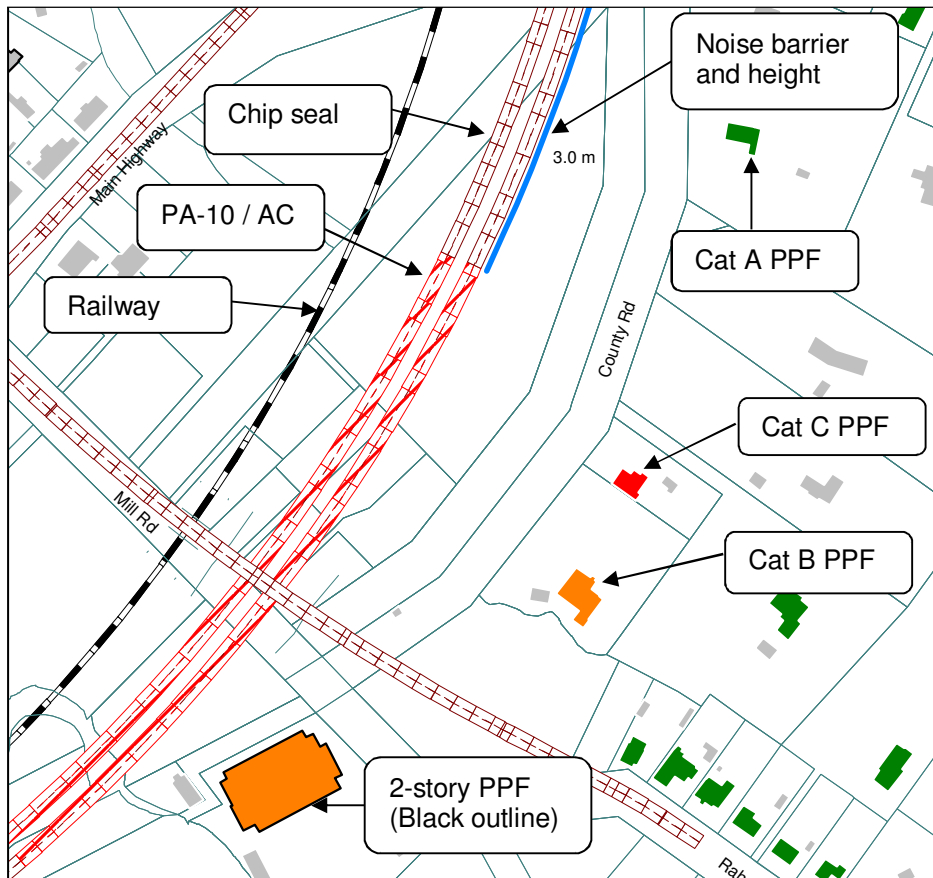 Noise barrier
and height
Chip seal
3.0 m
Main Highway
PA-10 / AC
Cat A PPF
Railway
County Rd
Cat C PPF
Mill Rd
Cat B PPF
2-story PPF
(Black outline)
Rah